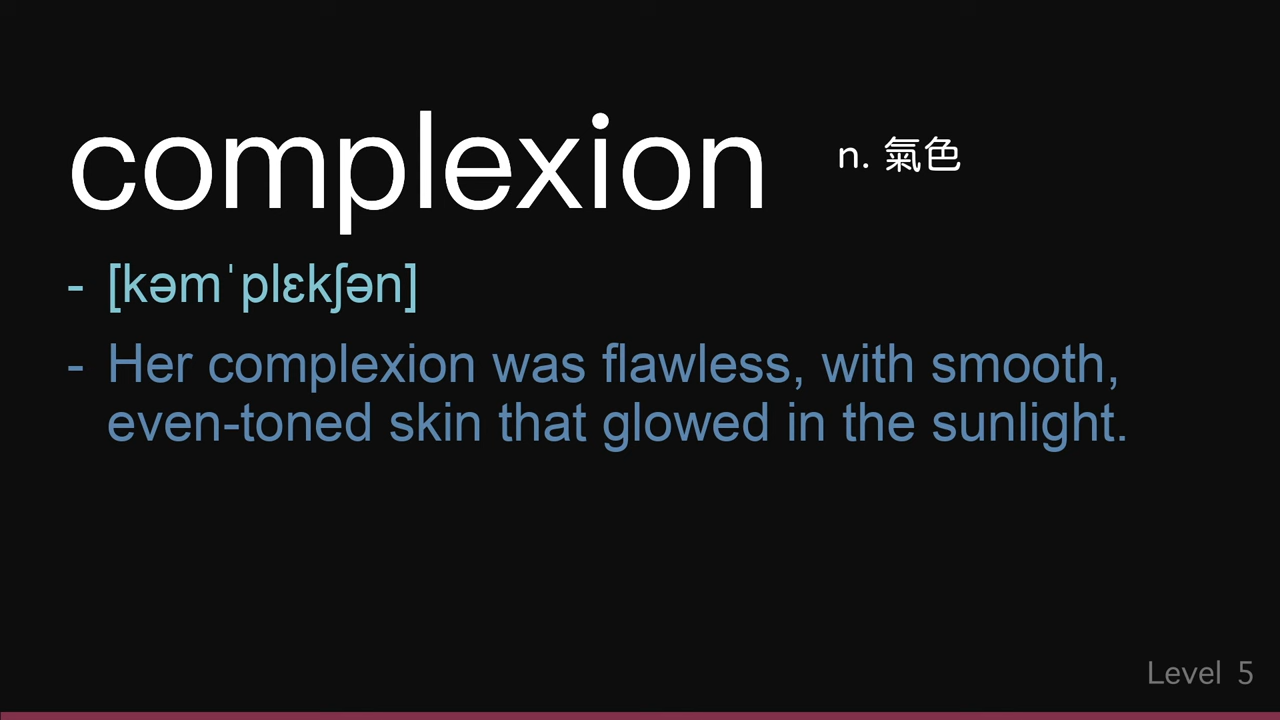 complexion n. 氣色
- [kəmˈplɛkʃən]
- Her complexion was flawless, with smooth,
even-toned skin that glowed in the sunlight.
Level 5